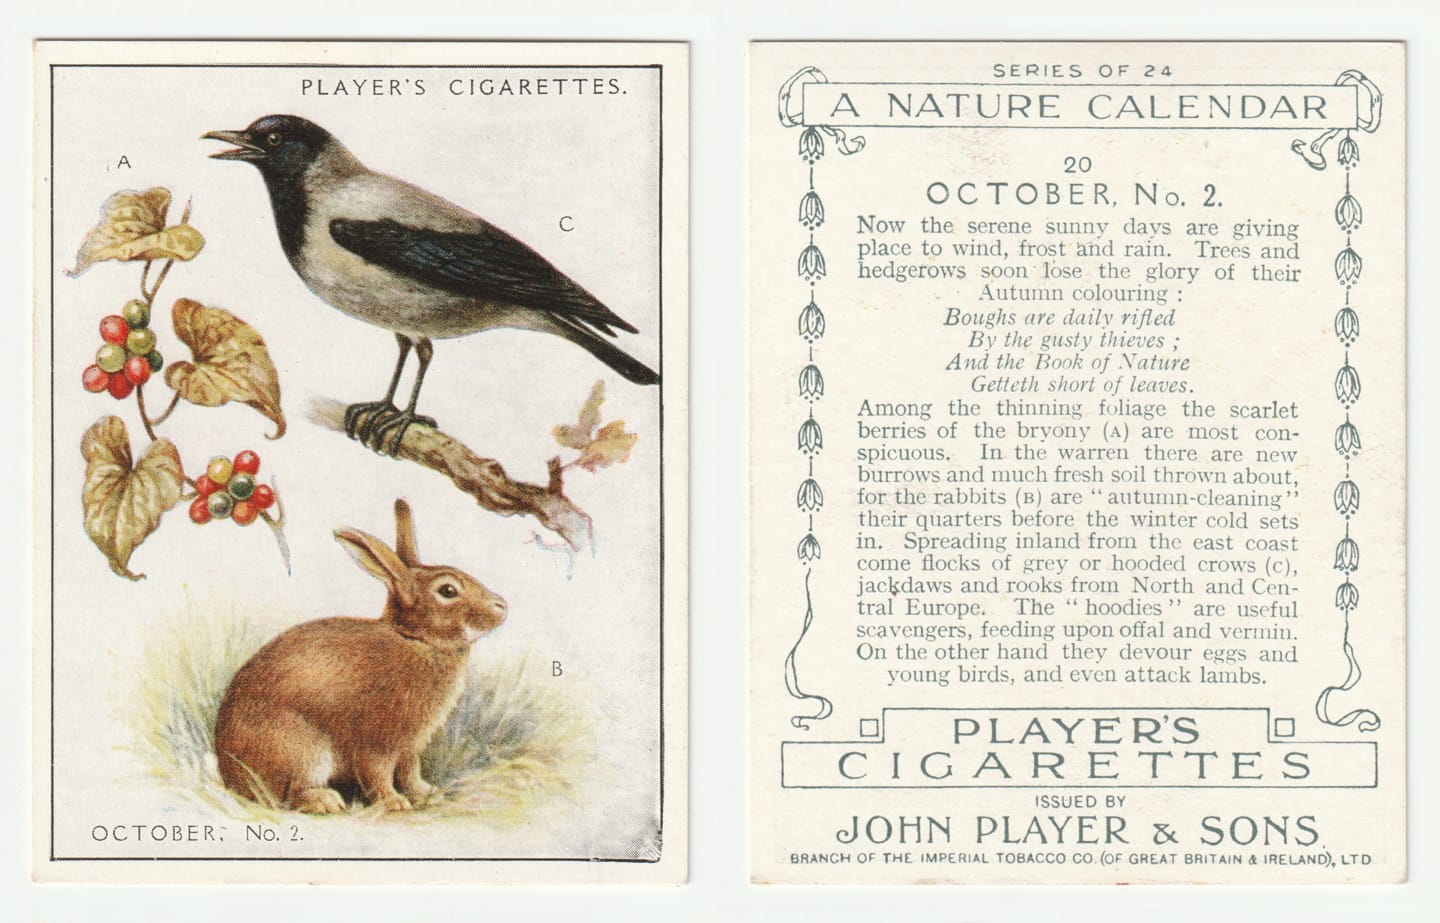 PLAYER'S CIGARETTES.
A
C
B
OCTOBER, No. 2.
SERIES OF 24
A NATURE CALENDAR
20
OCTOBER, No. 2.
Now the serene sunny days are giving
place to wind, frost and rain. Trees and
hedgerows soon lose the glory of their
Autumn colouring :
Boughs are daily rifled
By the gusty thieves ;
And the Book of Nature
Getteth short of leaves.
Among the thinning foliage the scarlet
berries of the bryony (A) are most con-
spicuous. In the warren there are new
burrows and much fresh soil thrown about,
for the rabbits (B) are "autumn-cleaning"
their quarters before the winter cold sets
in. Spreading inland from the east coast
come flocks of grey or hooded crows (C),
jackdaws and rooks from North and Cen-
tral Europe. The "hoodies" are useful
scavengers, feeding upon offal and vermin.
On the other hand they devour eggs and
young birds, and even attack lambs.
PLAYER'S
CIGARETTES
ISSUED BY
JOHN PLAYER & SONS,
BRANCH OF THE IMPERIAL TOBACCO CO. (OF GREAT BRITAIN & IRELAND), LTD